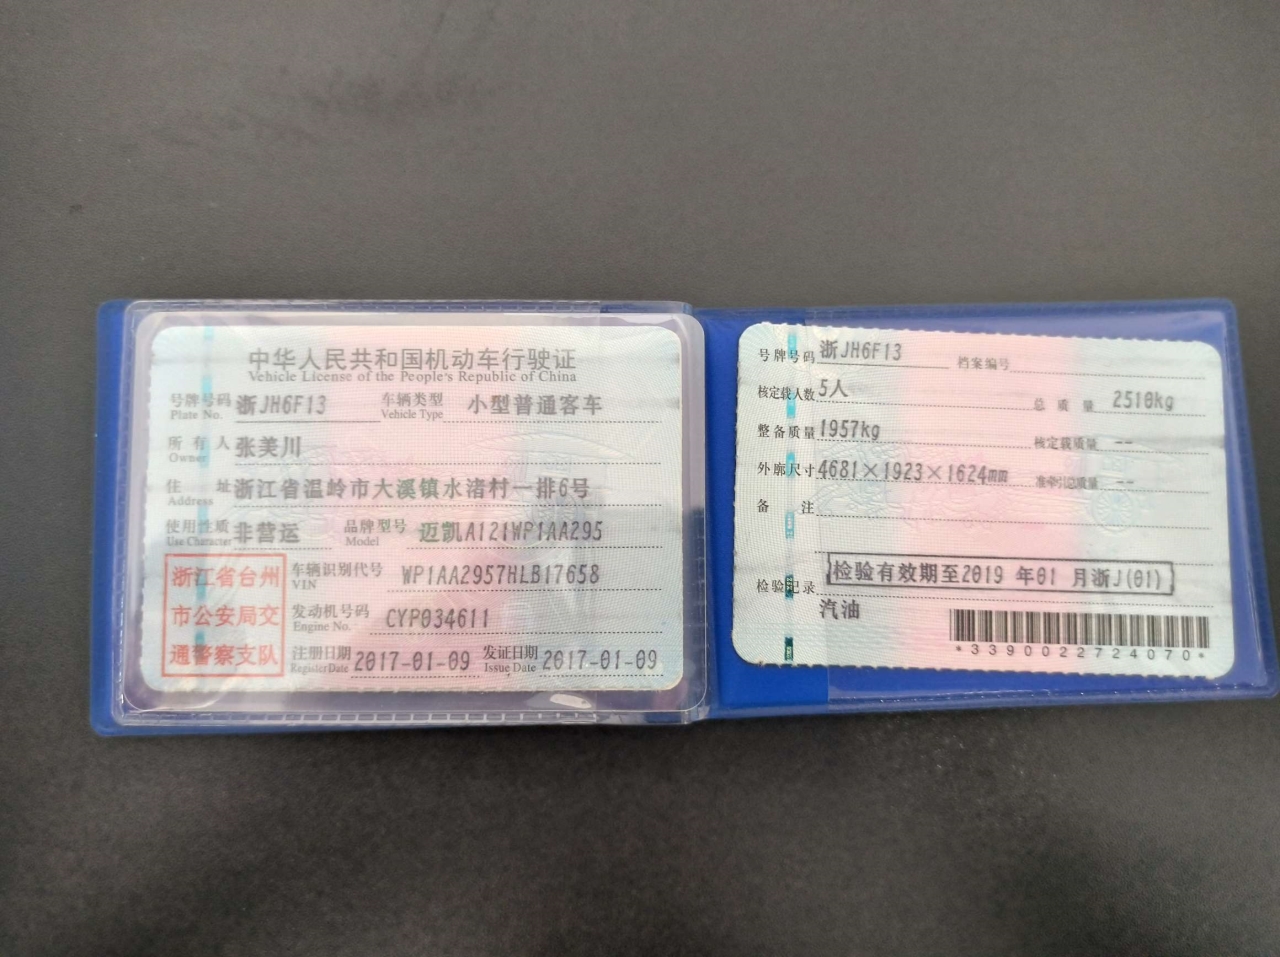 中华人民共和国机动车行驶证
Vehicle License of the People's Republic of China
号牌号码 浙JH6F13 车辆类型 小型普通客车
Plate No. Vehicle Type
所有人 张美川
Owner
住址 浙江省温岭市大溪镇水渚村一排6号
Address
使用性质 非营运 品牌型号 迈凯A121WP1AA295
Use Character Model
浙江省台州
市公安局交
通警察支队
车辆识别代号 WP1AA2957HLB17658
VIN
发动机号码 CYP034611
Engine No.
注册日期 2017-01-09 发证日期 2017-01-09
Register Date Issue Date
号牌号码 浙JH6F13 档案编号
核定载人数 5人 总质量 2510kg
整备质量 1957kg 核定载质量 --
外廓尺寸 4681×1923×1624mm 准牵引总质量 --
备注
检验记录 检验有效期至2019 年01 月浙J(01)
汽油
*3390022724070*